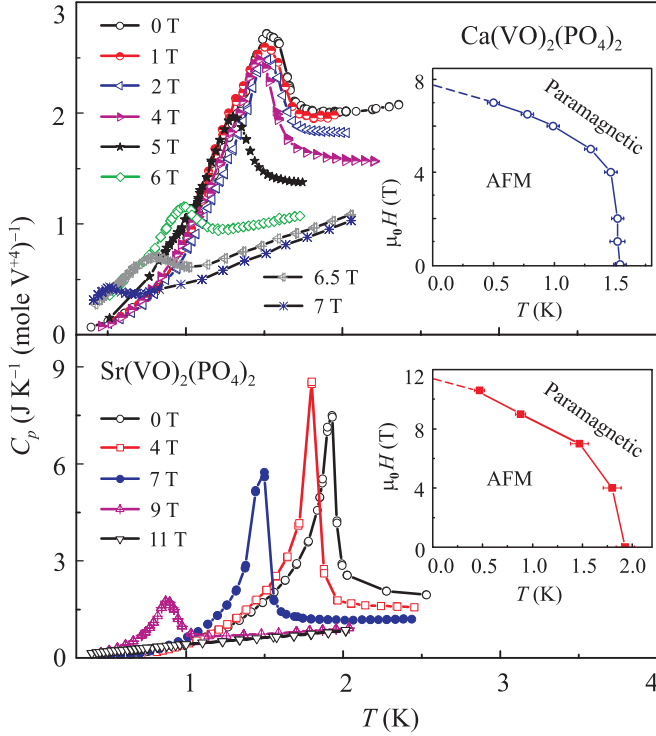 Ca(VO)₂(PO₄)₂
0 T
1 T
2 T
4 T
5 T
6 T
6.5 T
7 T
3
2
1
0
Paramagnetic
AFM
8
4
0
0.0 0.5 1.0 1.5
μ₀H (T)
T (K)
Cₚ (J K⁻¹ (mole V⁺⁴)⁻¹)
Sr(VO)₂(PO₄)₂
0 T
4 T
7 T
9 T
11 T
9
6
3
0
Paramagnetic
AFM
12
8
4
0
0.0 0.5 1.0 1.5 2.0
μ₀H (T)
T (K)
1 2 3 4
T (K)